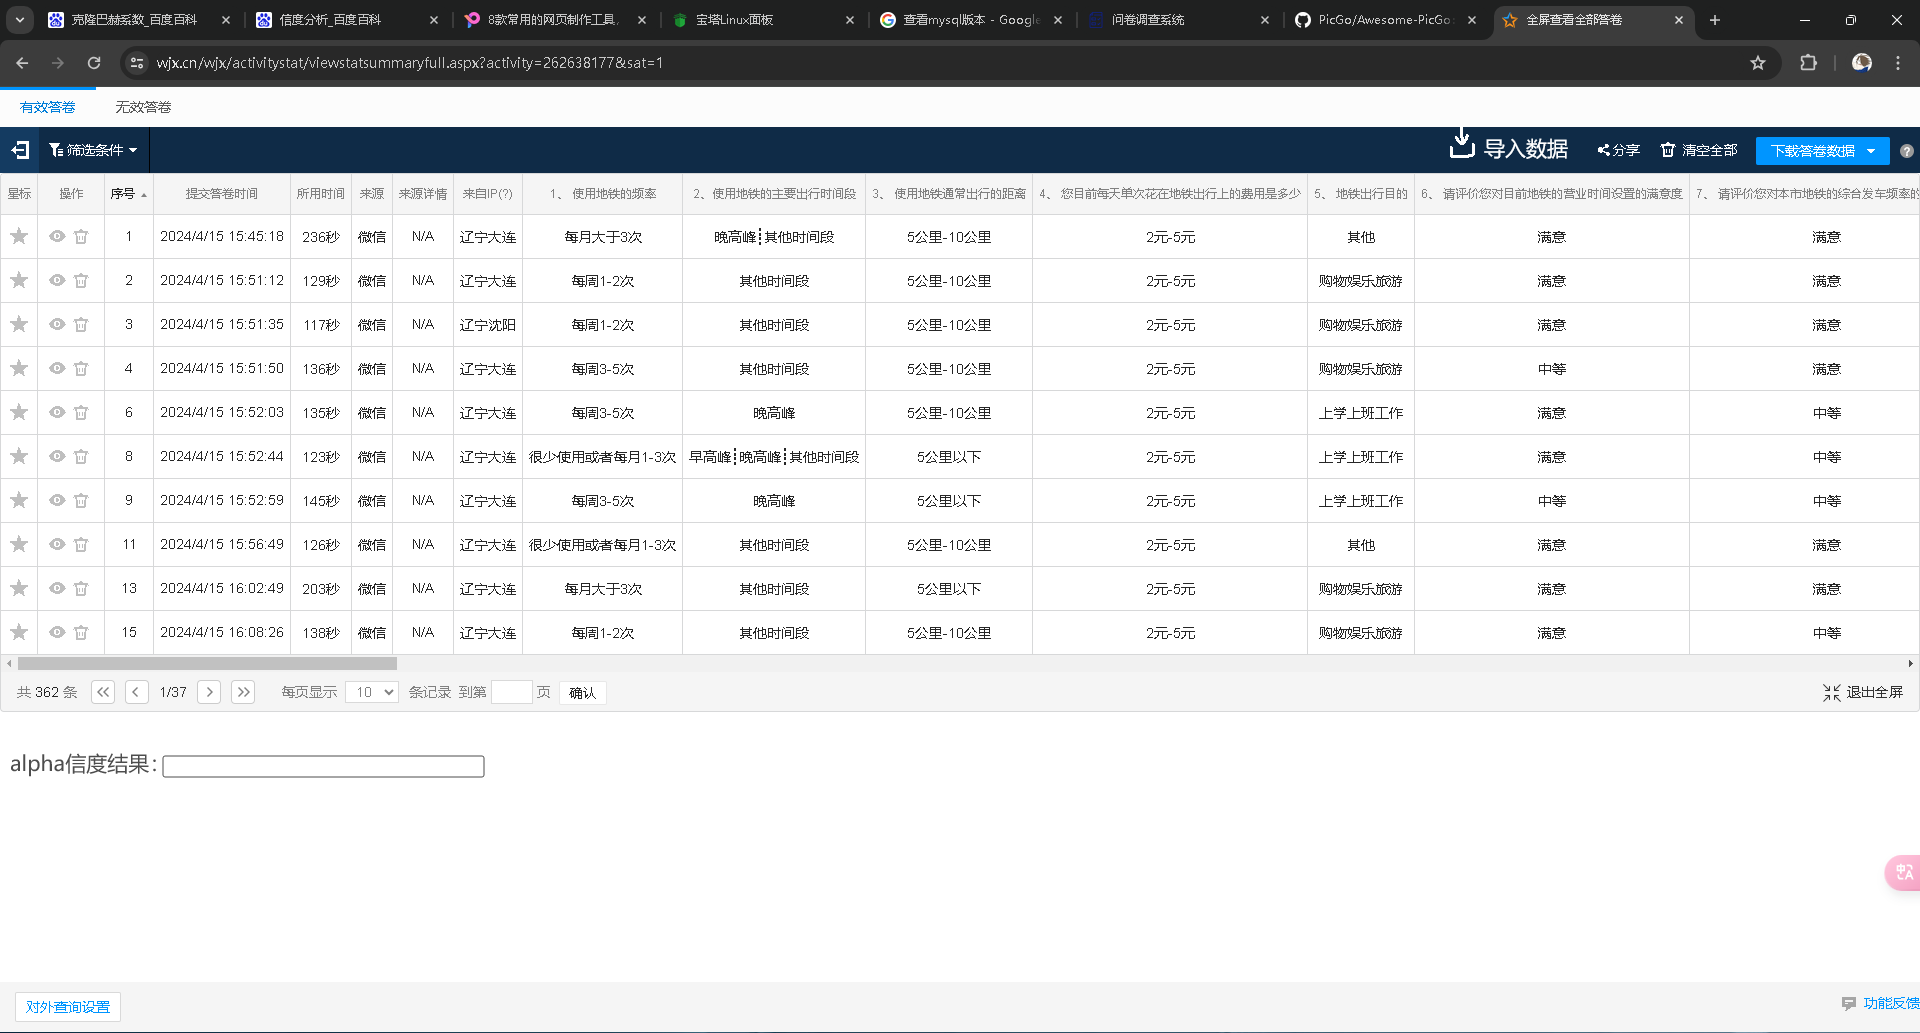 克隆巴赫系数_百度百科 信度分析_百度百科 8款常用的网页制作工具, 宝塔Linux面板 查看mysql版本 - Google 问卷调查系统 PicGo/Awesome-PicGo: 全屏查看全部答卷
wjx.cn/wjx/activitystat/viewstatsummaryfull.aspx?activity=262638177&sat=1
有效答卷 无效答卷
筛选条件 导入数据 分享 清空全部 下载答卷数据
星标 操作 序号 提交答卷时间 所用时间 来源 来源详情 来自IP(?) 1、 使用地铁的频率 2、使用地铁的主要出行时间段 3、 使用地铁通常出行的距离 4、 您目前每天单次花在地铁出行上的费用是多少 5、 地铁出行目的 6、 请评价您对目前地铁的营业时间设置的满意度 7、 请评价您对本市地铁的综合发车频率的
1 2024/4/15 15:45:18 236秒 微信 N/A 辽宁大连 每月大于3次 晚高峰┋其他时间段 5公里-10公里 2元-5元 其他 满意 满意
2 2024/4/15 15:51:12 129秒 微信 N/A 辽宁大连 每周1-2次 其他时间段 5公里-10公里 2元-5元 购物娱乐旅游 满意 满意
3 2024/4/15 15:51:35 117秒 微信 N/A 辽宁沈阳 每周1-2次 其他时间段 5公里-10公里 2元-5元 购物娱乐旅游 满意 满意
4 2024/4/15 15:51:50 136秒 微信 N/A 辽宁大连 每周3-5次 其他时间段 5公里-10公里 2元-5元 购物娱乐旅游 中等 满意
6 2024/4/15 15:52:03 135秒 微信 N/A 辽宁大连 每周3-5次 晚高峰 5公里-10公里 2元-5元 上学上班工作 满意 中等
8 2024/4/15 15:52:44 123秒 微信 N/A 辽宁大连 很少使用或者每月1-3次 早高峰┋晚高峰┋其他时间段 5公里以下 2元-5元 上学上班工作 满意 中等
9 2024/4/15 15:52:59 145秒 微信 N/A 辽宁大连 每周3-5次 晚高峰 5公里以下 2元-5元 上学上班工作 中等 中等
11 2024/4/15 15:56:49 126秒 微信 N/A 辽宁大连 很少使用或者每月1-3次 其他时间段 5公里-10公里 2元-5元 其他 满意 满意
13 2024/4/15 16:02:49 203秒 微信 N/A 辽宁大连 每月大于3次 其他时间段 5公里以下 2元-5元 购物娱乐旅游 满意 满意
15 2024/4/15 16:08:26 138秒 微信 N/A 辽宁大连 每周1-2次 其他时间段 5公里-10公里 2元-5元 购物娱乐旅游 满意 中等
共 362 条 1/37 每页显示 10 条记录 到第 页 确认 退出全屏
alpha信度结果:
对外查询设置 功能反馈